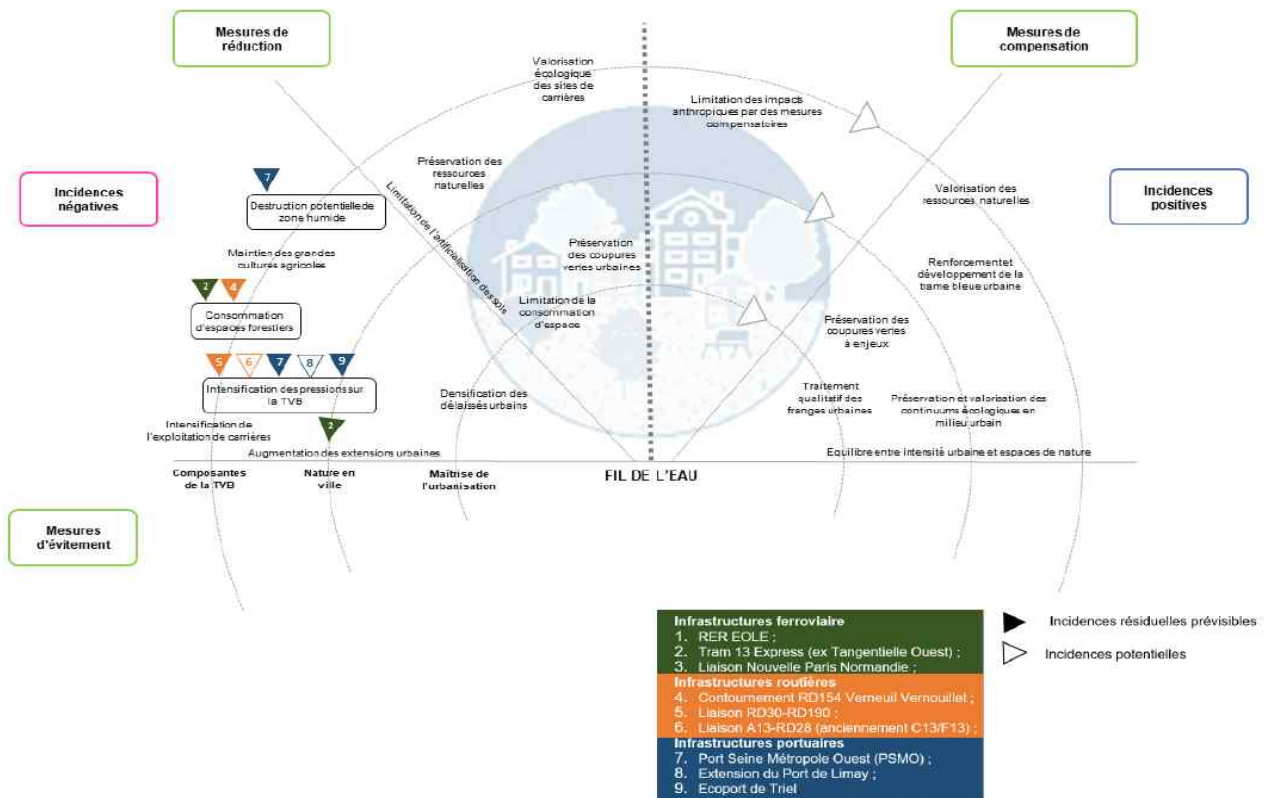 Mesures de
réduction
Mesures de
compensation
Valorisation
écologique
des sites de
carrières
Limitation des impacts
anthropiques par des mesures
compensatoires
Incidences
négatives
7
Destruction potentielle de
zone humide
Préservation des
ressources
naturelles
Limitation de l'artificialisation des sols
Valorisation des
ressources naturelles
Incidences
positives
Maintien des grandes
cultures agricoles
Préservation
des coupures
vertes urbaines
Renforcement et
développement de la
trame bleue urbaine
2 4
Consommation
d'espaces forestiers
Limitation de la
consommation
d'espace
Préservation des
coupures vertes
à enjeux
5 6 7 8 9
Intensification des pressions sur
la TVB
Densification des
délaissés urbains
Traitement
qualitatif des
franges urbaines
Préservation et valorisation des
continuums écologiques en
milieu urbain
Intensification de
l'exploitation de carrières
2
Augmentation des extensions urbaines
Equilibre entre intensité urbaine et espaces de nature
Composantes
de la TVB
Nature en
ville
Maîtrise de
l'urbanisation
FIL DE L'EAU
Mesures
d'évitement
Infrastructures ferroviaire
1. RER EOLE ;
2. Tram 13 Express (ex Tangentielle Ouest) ;
3. Liaison Nouvelle Paris Normandie ;
Infrastructures routières
4. Contournement RD154 Verneuil Vernouillet ;
5. Liaison RD30-RD190 ;
6. Liaison A13-RD28 (anciennement C13/F13) ;
Infrastructures portuaires
7. Port Seine Métropole Ouest (PSMO) ;
8. Extension du Port de Limay ;
9. Ecoport de Triel
Incidences résiduelles prévisibles
Incidences potentielles